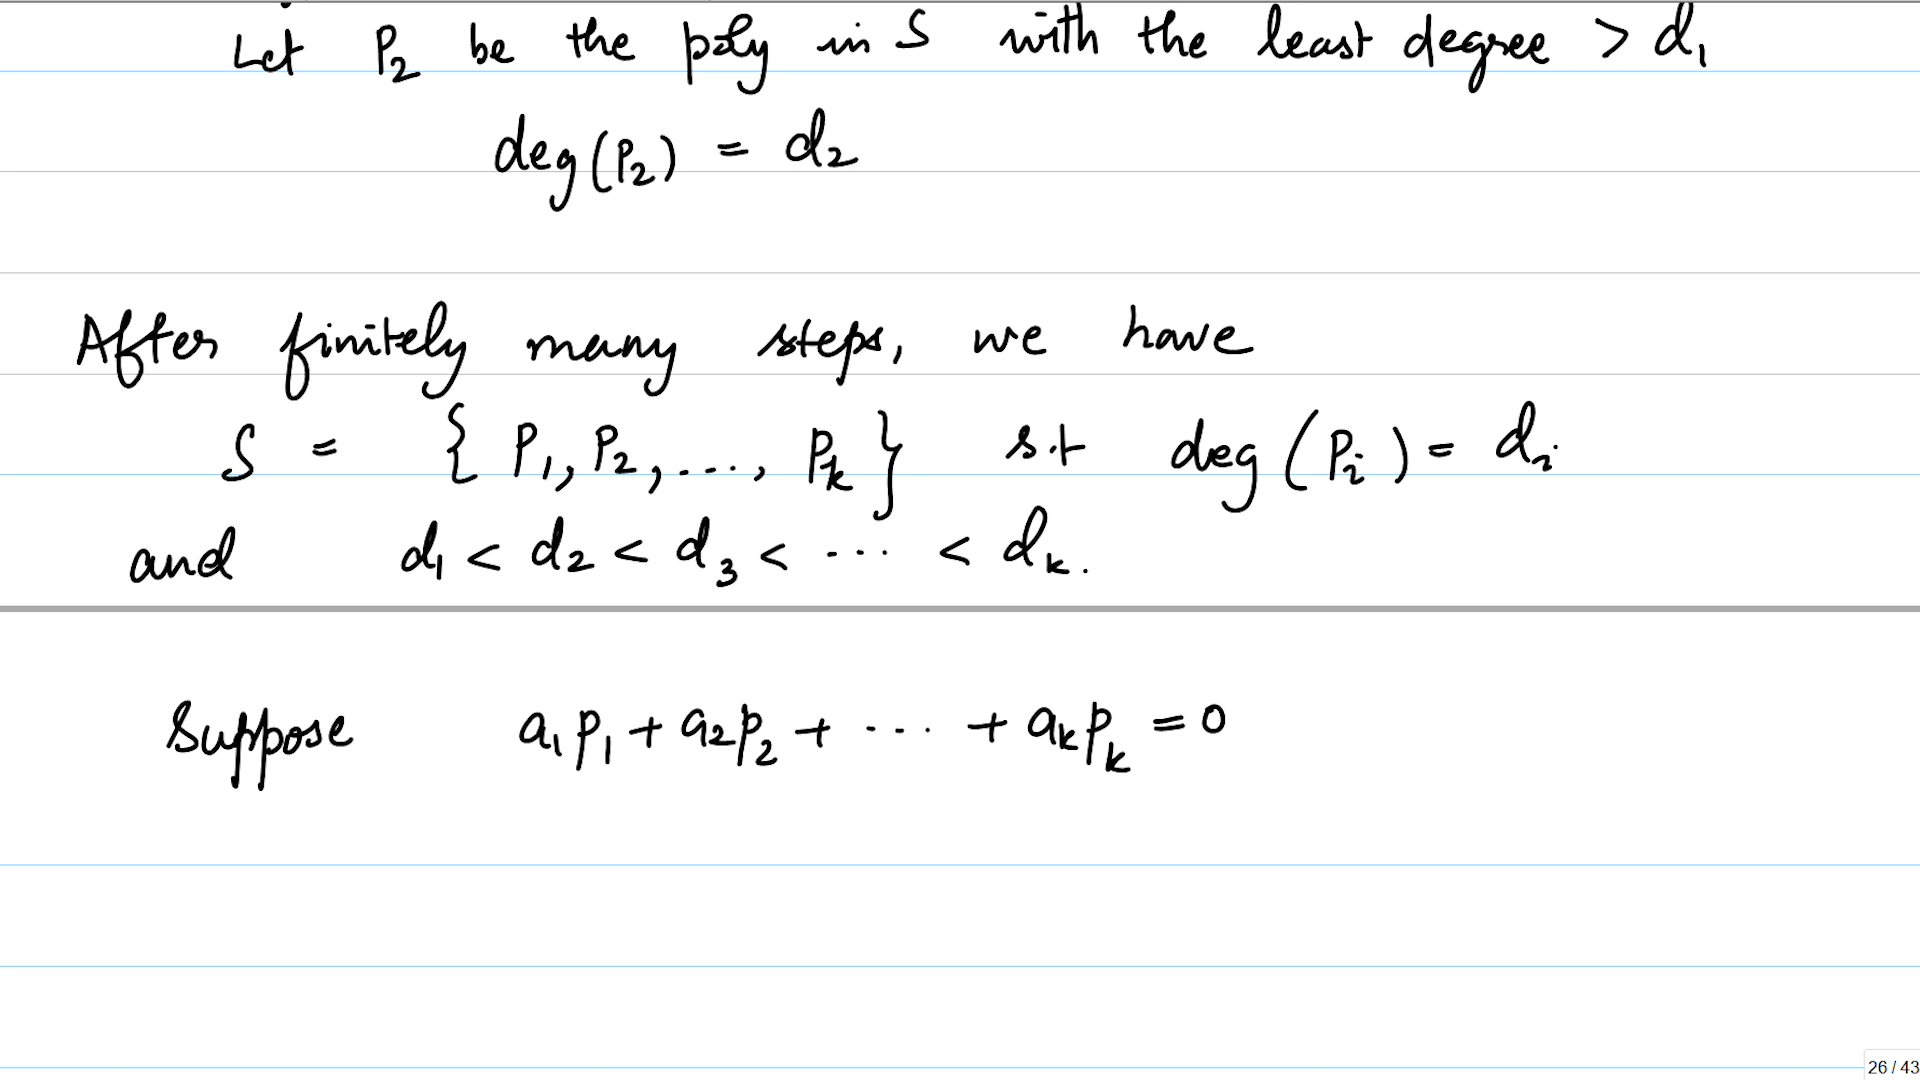 Let P₂ be the poly in S with the least degree > d₁
deg(P₂) = d₂
After finitely many steps, we have
S = { P₁, P₂, ..., Pₖ } s.t deg(Pᵢ) = dᵢ
and d₁ < d₂ < d₃ < ... < dₖ.
Suppose a₁p₁ + a₂p₂ + ... + aₖpₖ = 0
26 / 43